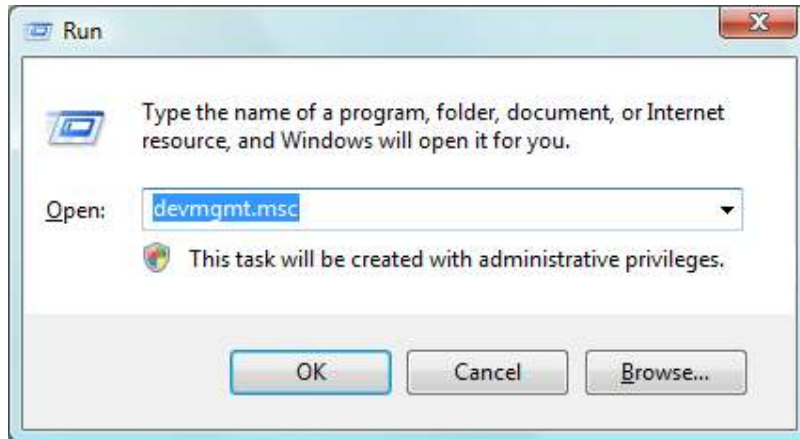 Run
Type the name of a program, folder, document, or Internet
resource, and Windows will open it for you.
Open: devmgmt.msc
This task will be created with administrative privileges.
OK Cancel Browse...